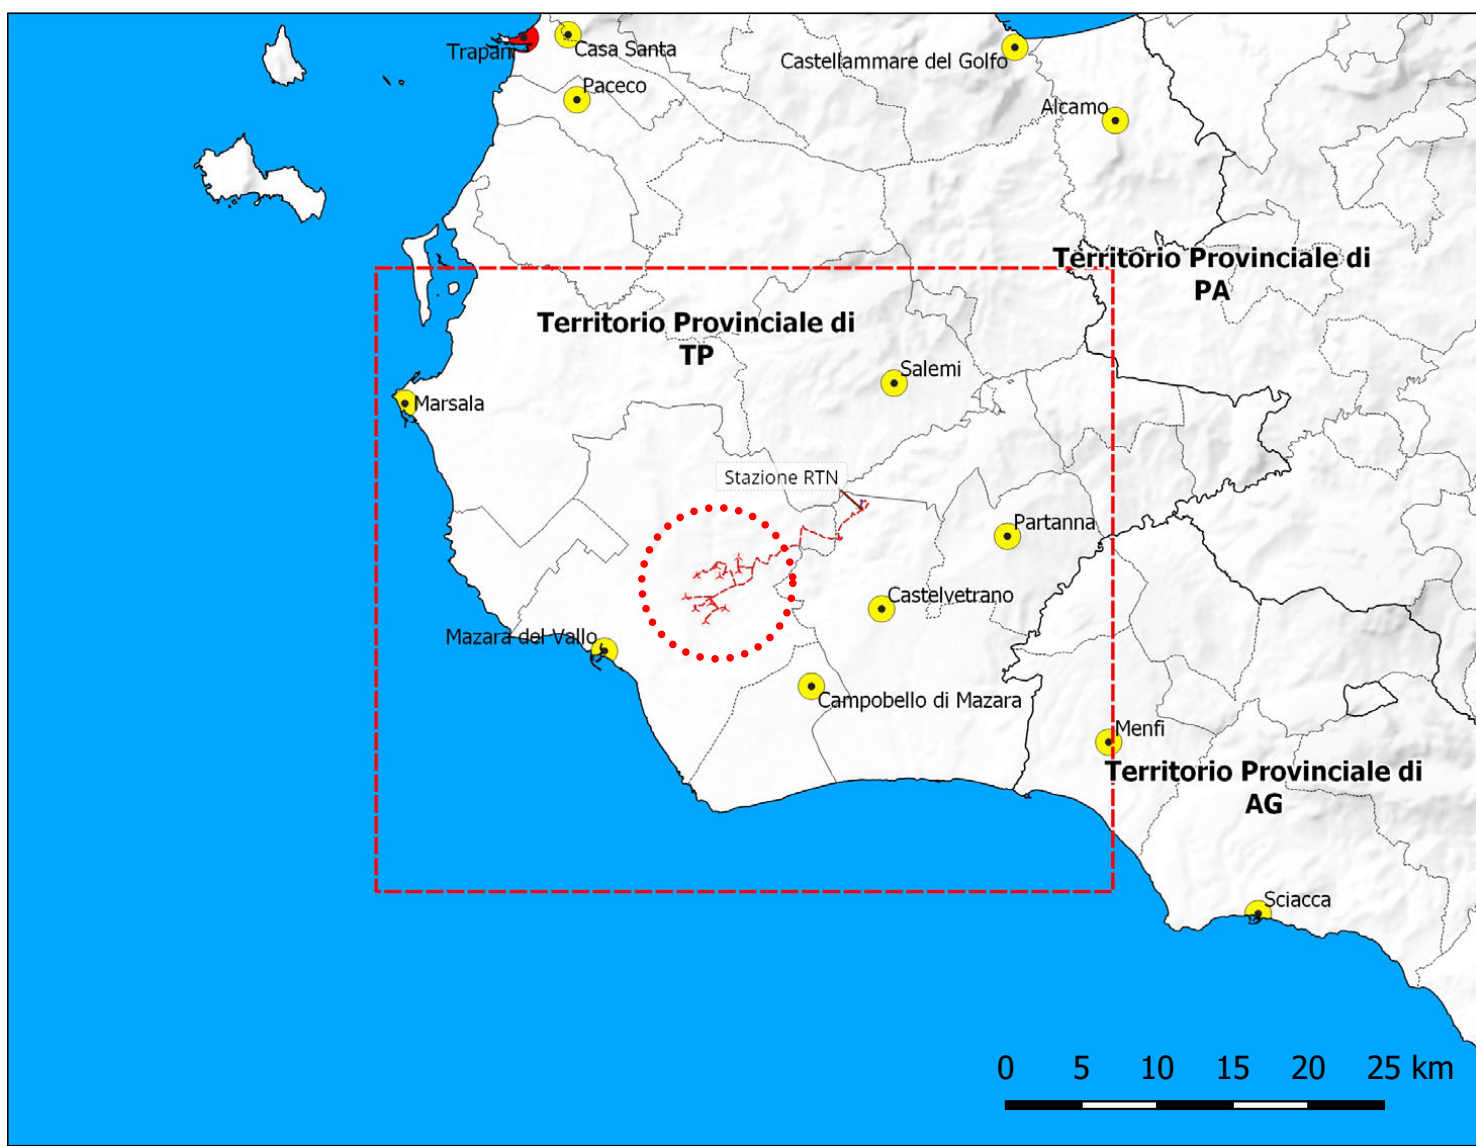 Trapani
Casa Santa
Castellammare del Golfo
Paceco
Alcamo
Territorio Provinciale di
PA
Territorio Provinciale di
TP
Salemi
Marsala
Stazione RTN
Partanna
Castelvetrano
Mazara del Vallo
Campobello di Mazara
Menfi
Territorio Provinciale di
AG
Sciacca
0 5 10 15 20 25 km